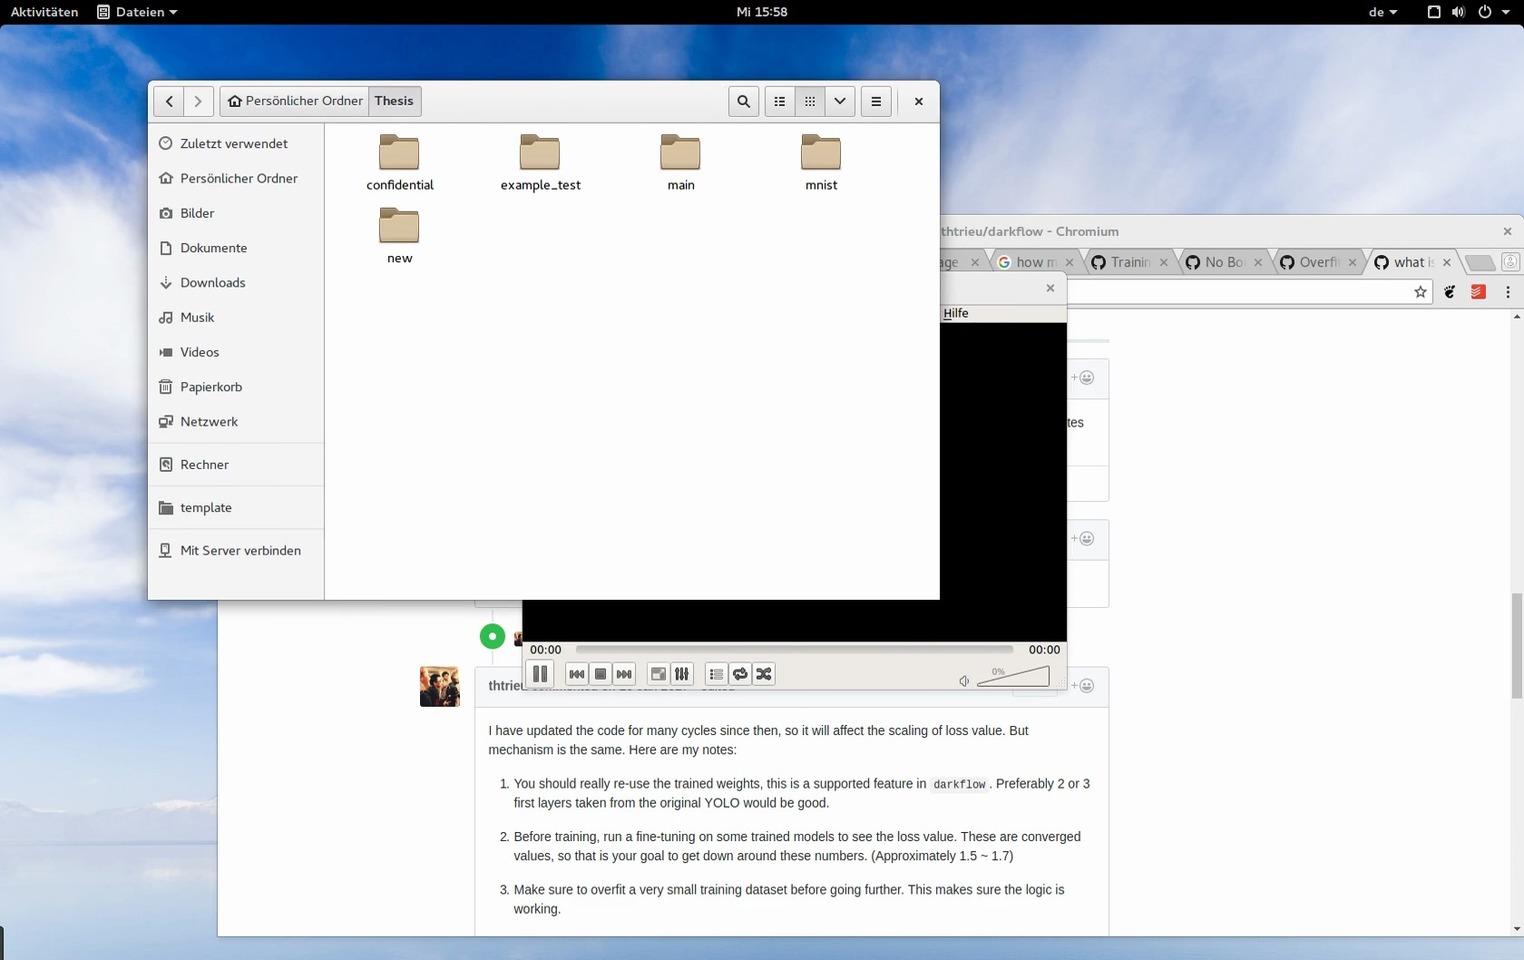 Aktivitäten Dateien Mi 15:58 de
Persönlicher Ordner Thesis
Zuletzt verwendet
Persönlicher Ordner
Bilder
Dokumente
Downloads
Musik
Videos
Papierkorb
Netzwerk
Rechner
template
Mit Server verbinden
confidential example_test main mnist
new
thtrieu/darkflow - Chromium
age how m Trainin No Bo Overfi what is
Hilfe
tes
00:00 00:00
0%
thtrieu
I have updated the code for many cycles since then, so it will affect the scaling of loss value. But
mechanism is the same. Here are my notes:
1. You should really re-use the trained weights, this is a supported feature in darkflow. Preferably 2 or 3
first layers taken from the original YOLO would be good.
2. Before training, run a fine-tuning on some trained models to see the loss value. These are converged
values, so that is your goal to get down around these numbers. (Approximately 1.5 ~ 1.7)
3. Make sure to overfit a very small training dataset before going further. This makes sure the logic is
working.